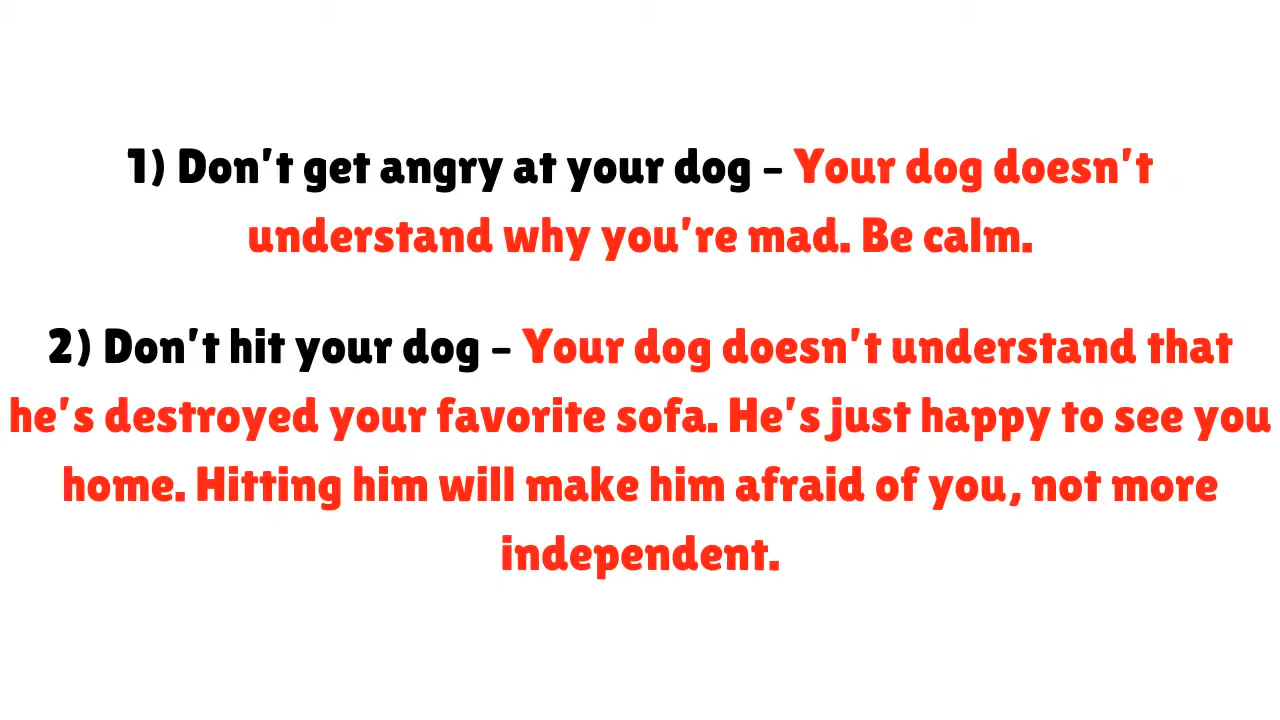 1) Don't get angry at your dog - Your dog doesn't
understand why you're mad. Be calm.
2) Don't hit your dog - Your dog doesn't understand that
he's destroyed your favorite sofa. He's just happy to see you
home. Hitting him will make him afraid of you, not more
independent.